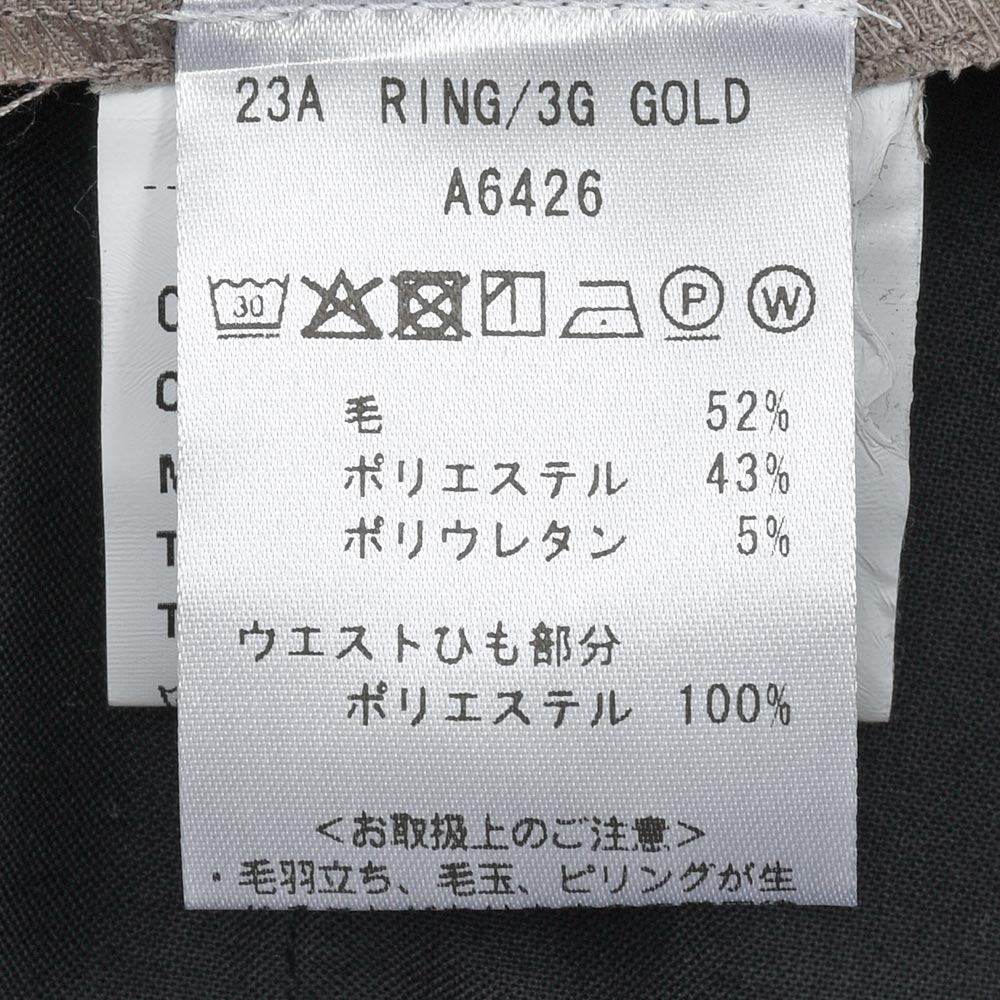 23A RING/3G GOLD
A6426
30 P W
毛 52%
ポリエステル 43%
ポリウレタン 5%
ウエストひも部分
ポリエステル 100%
<お取扱上のご注意>
・毛羽立ち、毛玉、ピリングが生